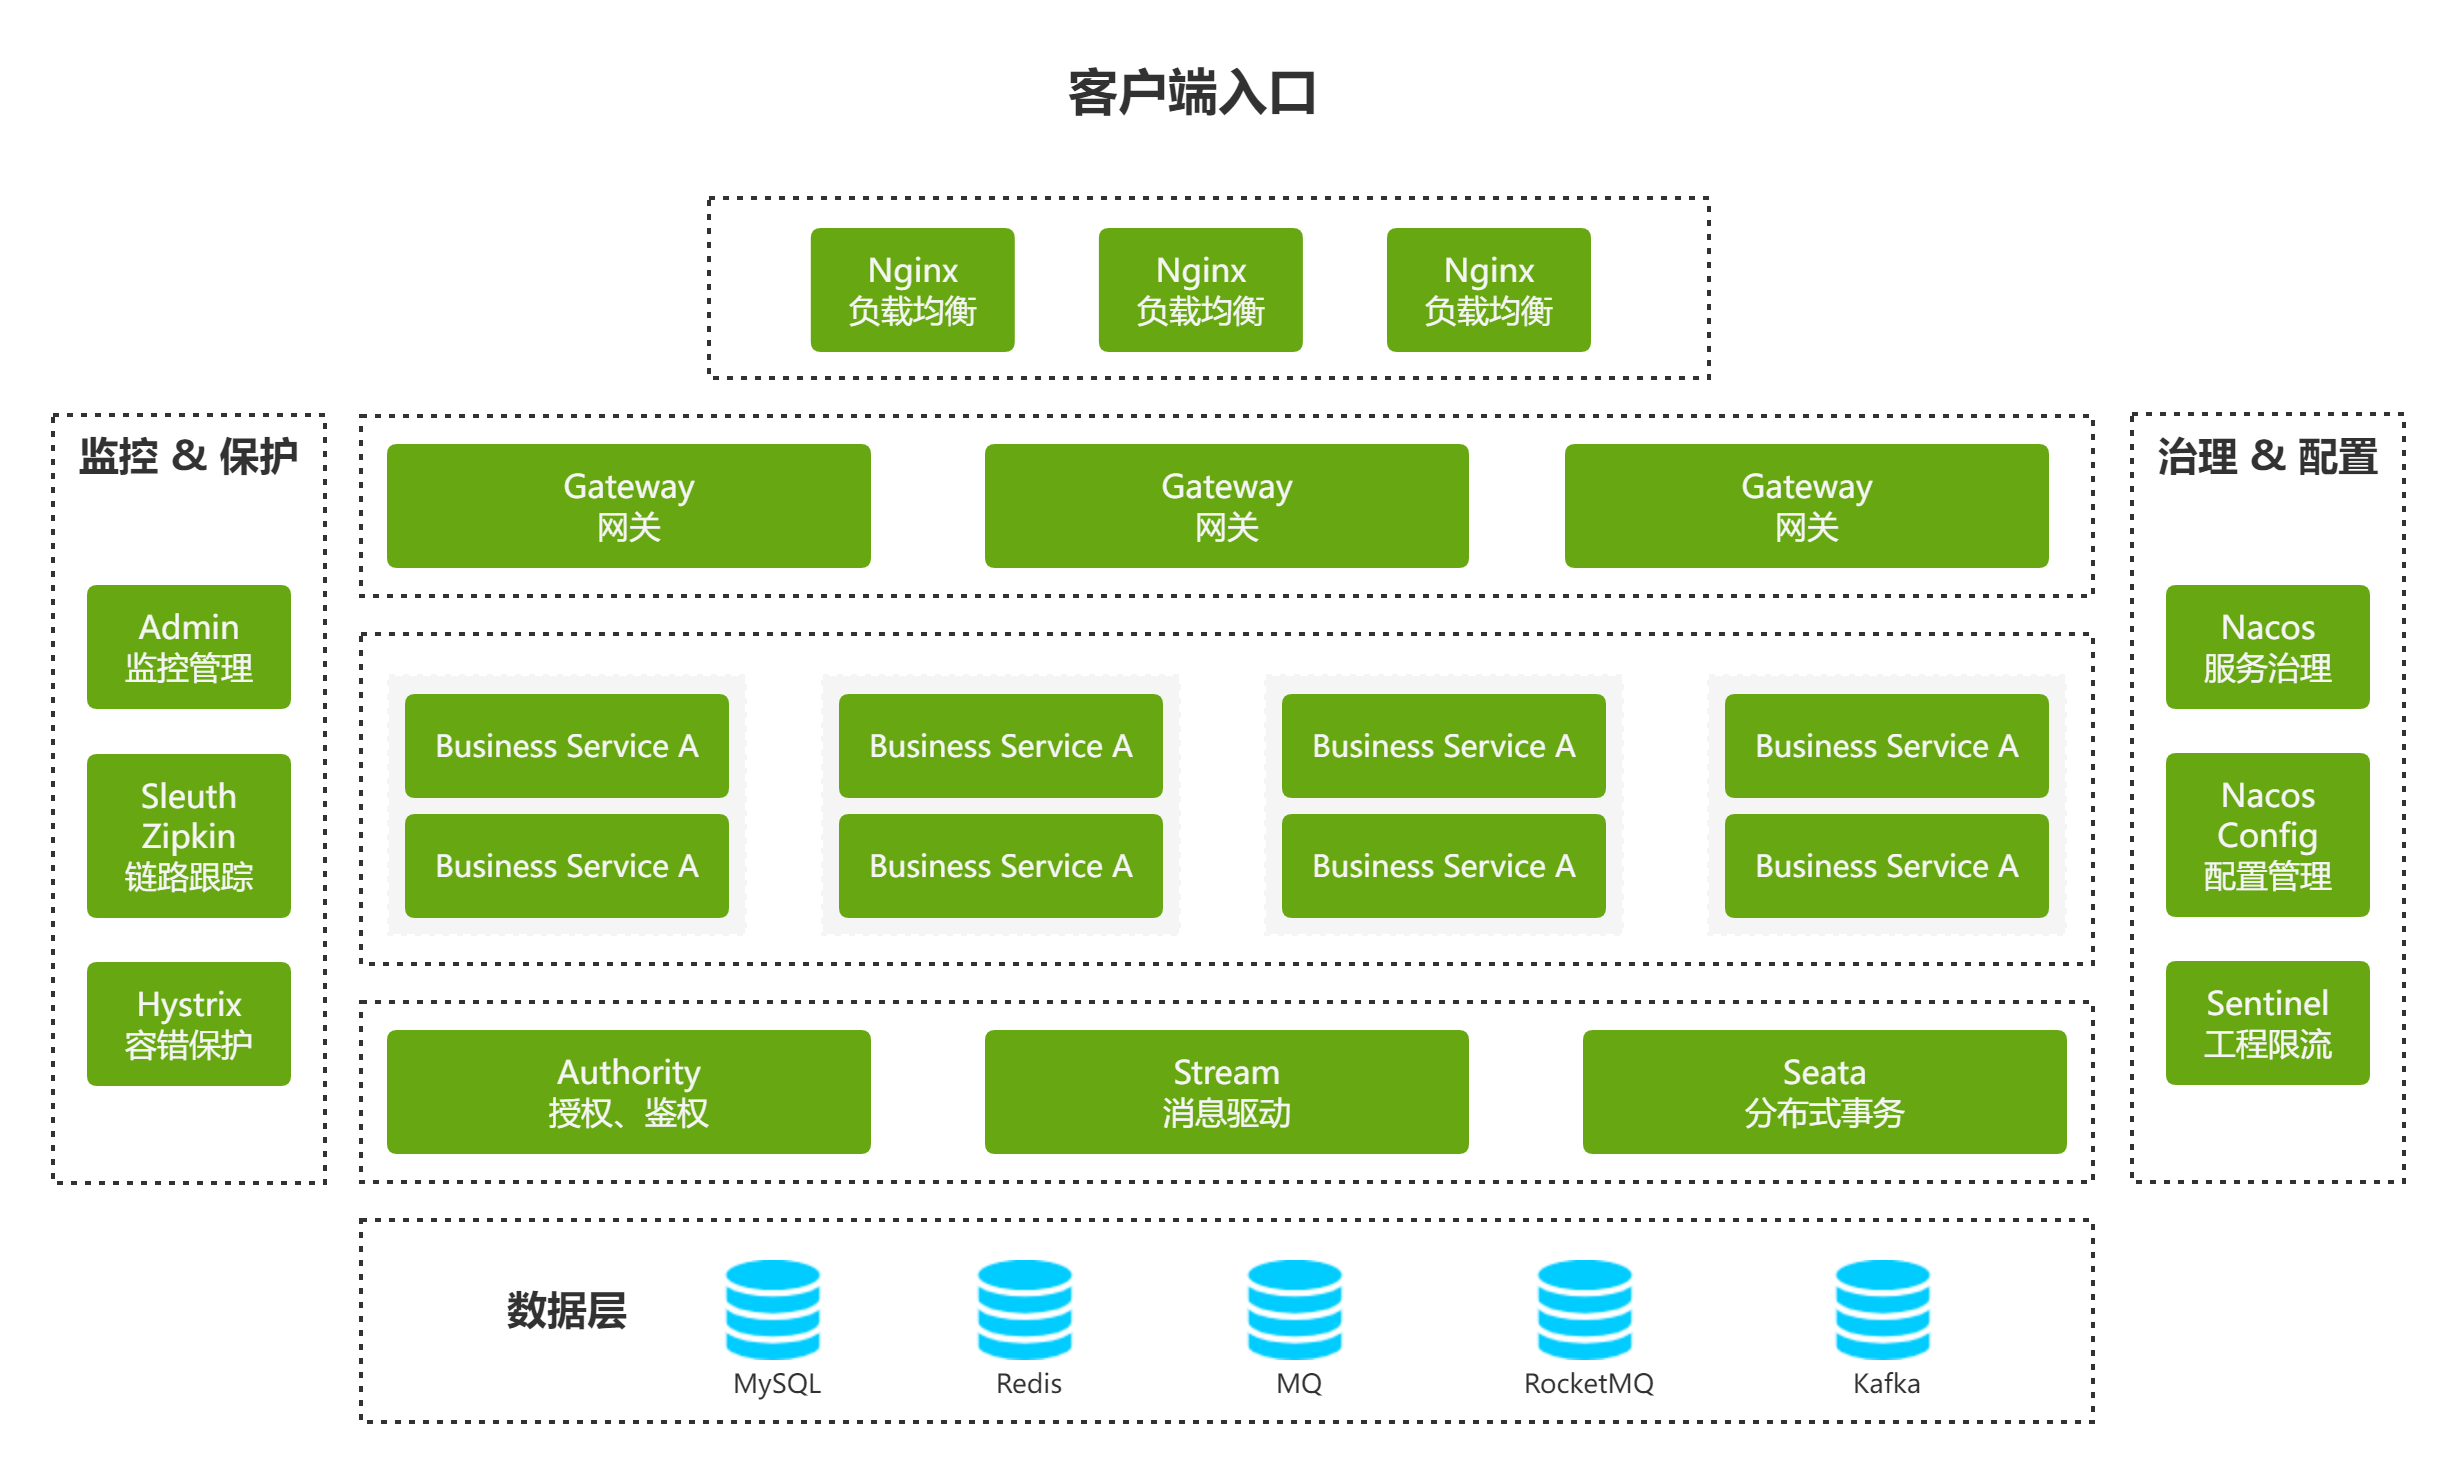 客户端入口
Nginx
负载均衡
Nginx
负载均衡
Nginx
负载均衡
监控 & 保护
Admin
监控管理
Sleuth
Zipkin
链路跟踪
Hystrix
容错保护
Gateway
网关
Gateway
网关
Gateway
网关
Business Service A
Business Service A
Business Service A
Business Service A
Business Service A
Business Service A
Business Service A
Business Service A
Authority
授权、鉴权
Stream
消息驱动
Seata
分布式事务
治理 & 配置
Nacos
服务治理
Nacos
Config
配置管理
Sentinel
工程限流
数据层
MySQL
Redis
MQ
RocketMQ
Kafka